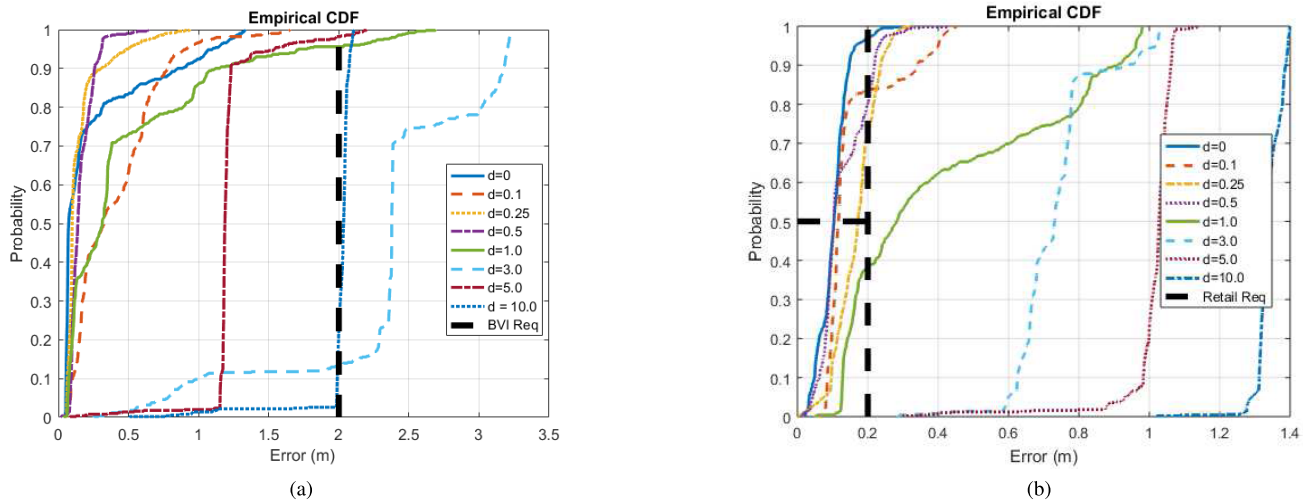 Empirical CDF
1
0.9
0.8
0.7
0.6
0.5
0.4
0.3
0.2
0.1
0
Probability
0
0.5
1
1.5
2
2.5
3
3.5
Error (m)
d=0
d=0.1
d=0.25
d=0.5
d=1.0
d=3.0
d=5.0
d = 10.0
BVI Req
(a)
Empirical CDF
1
0.9
0.8
0.7
0.6
0.5
0.4
0.3
0.2
0.1
0
Probability
0
0.2
0.4
0.6
0.8
1
1.2
1.4
Error (m)
d=0
d=0.1
d=0.25
d=0.5
d=1.0
d=3.0
d=5.0
d=10.0
Retail Req
(b)